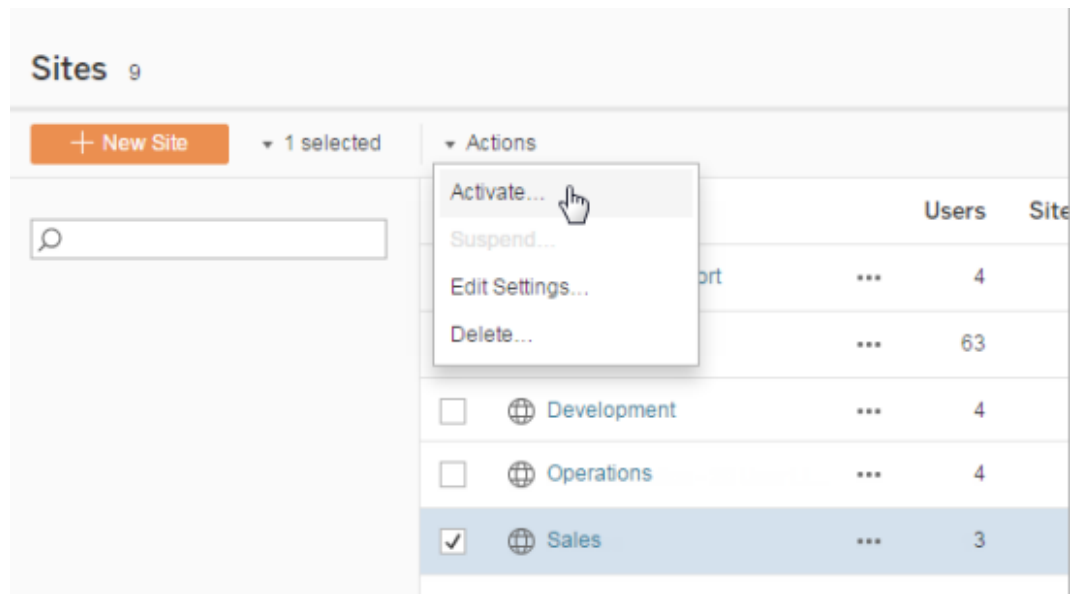 Sites 9
+ New Site 1 selected Actions
Activate...
Users Site
Suspend...
ort ... 4
Edit Settings...
Delete...
... 63
Development ... 4
Operations ... 4
Sales ... 3